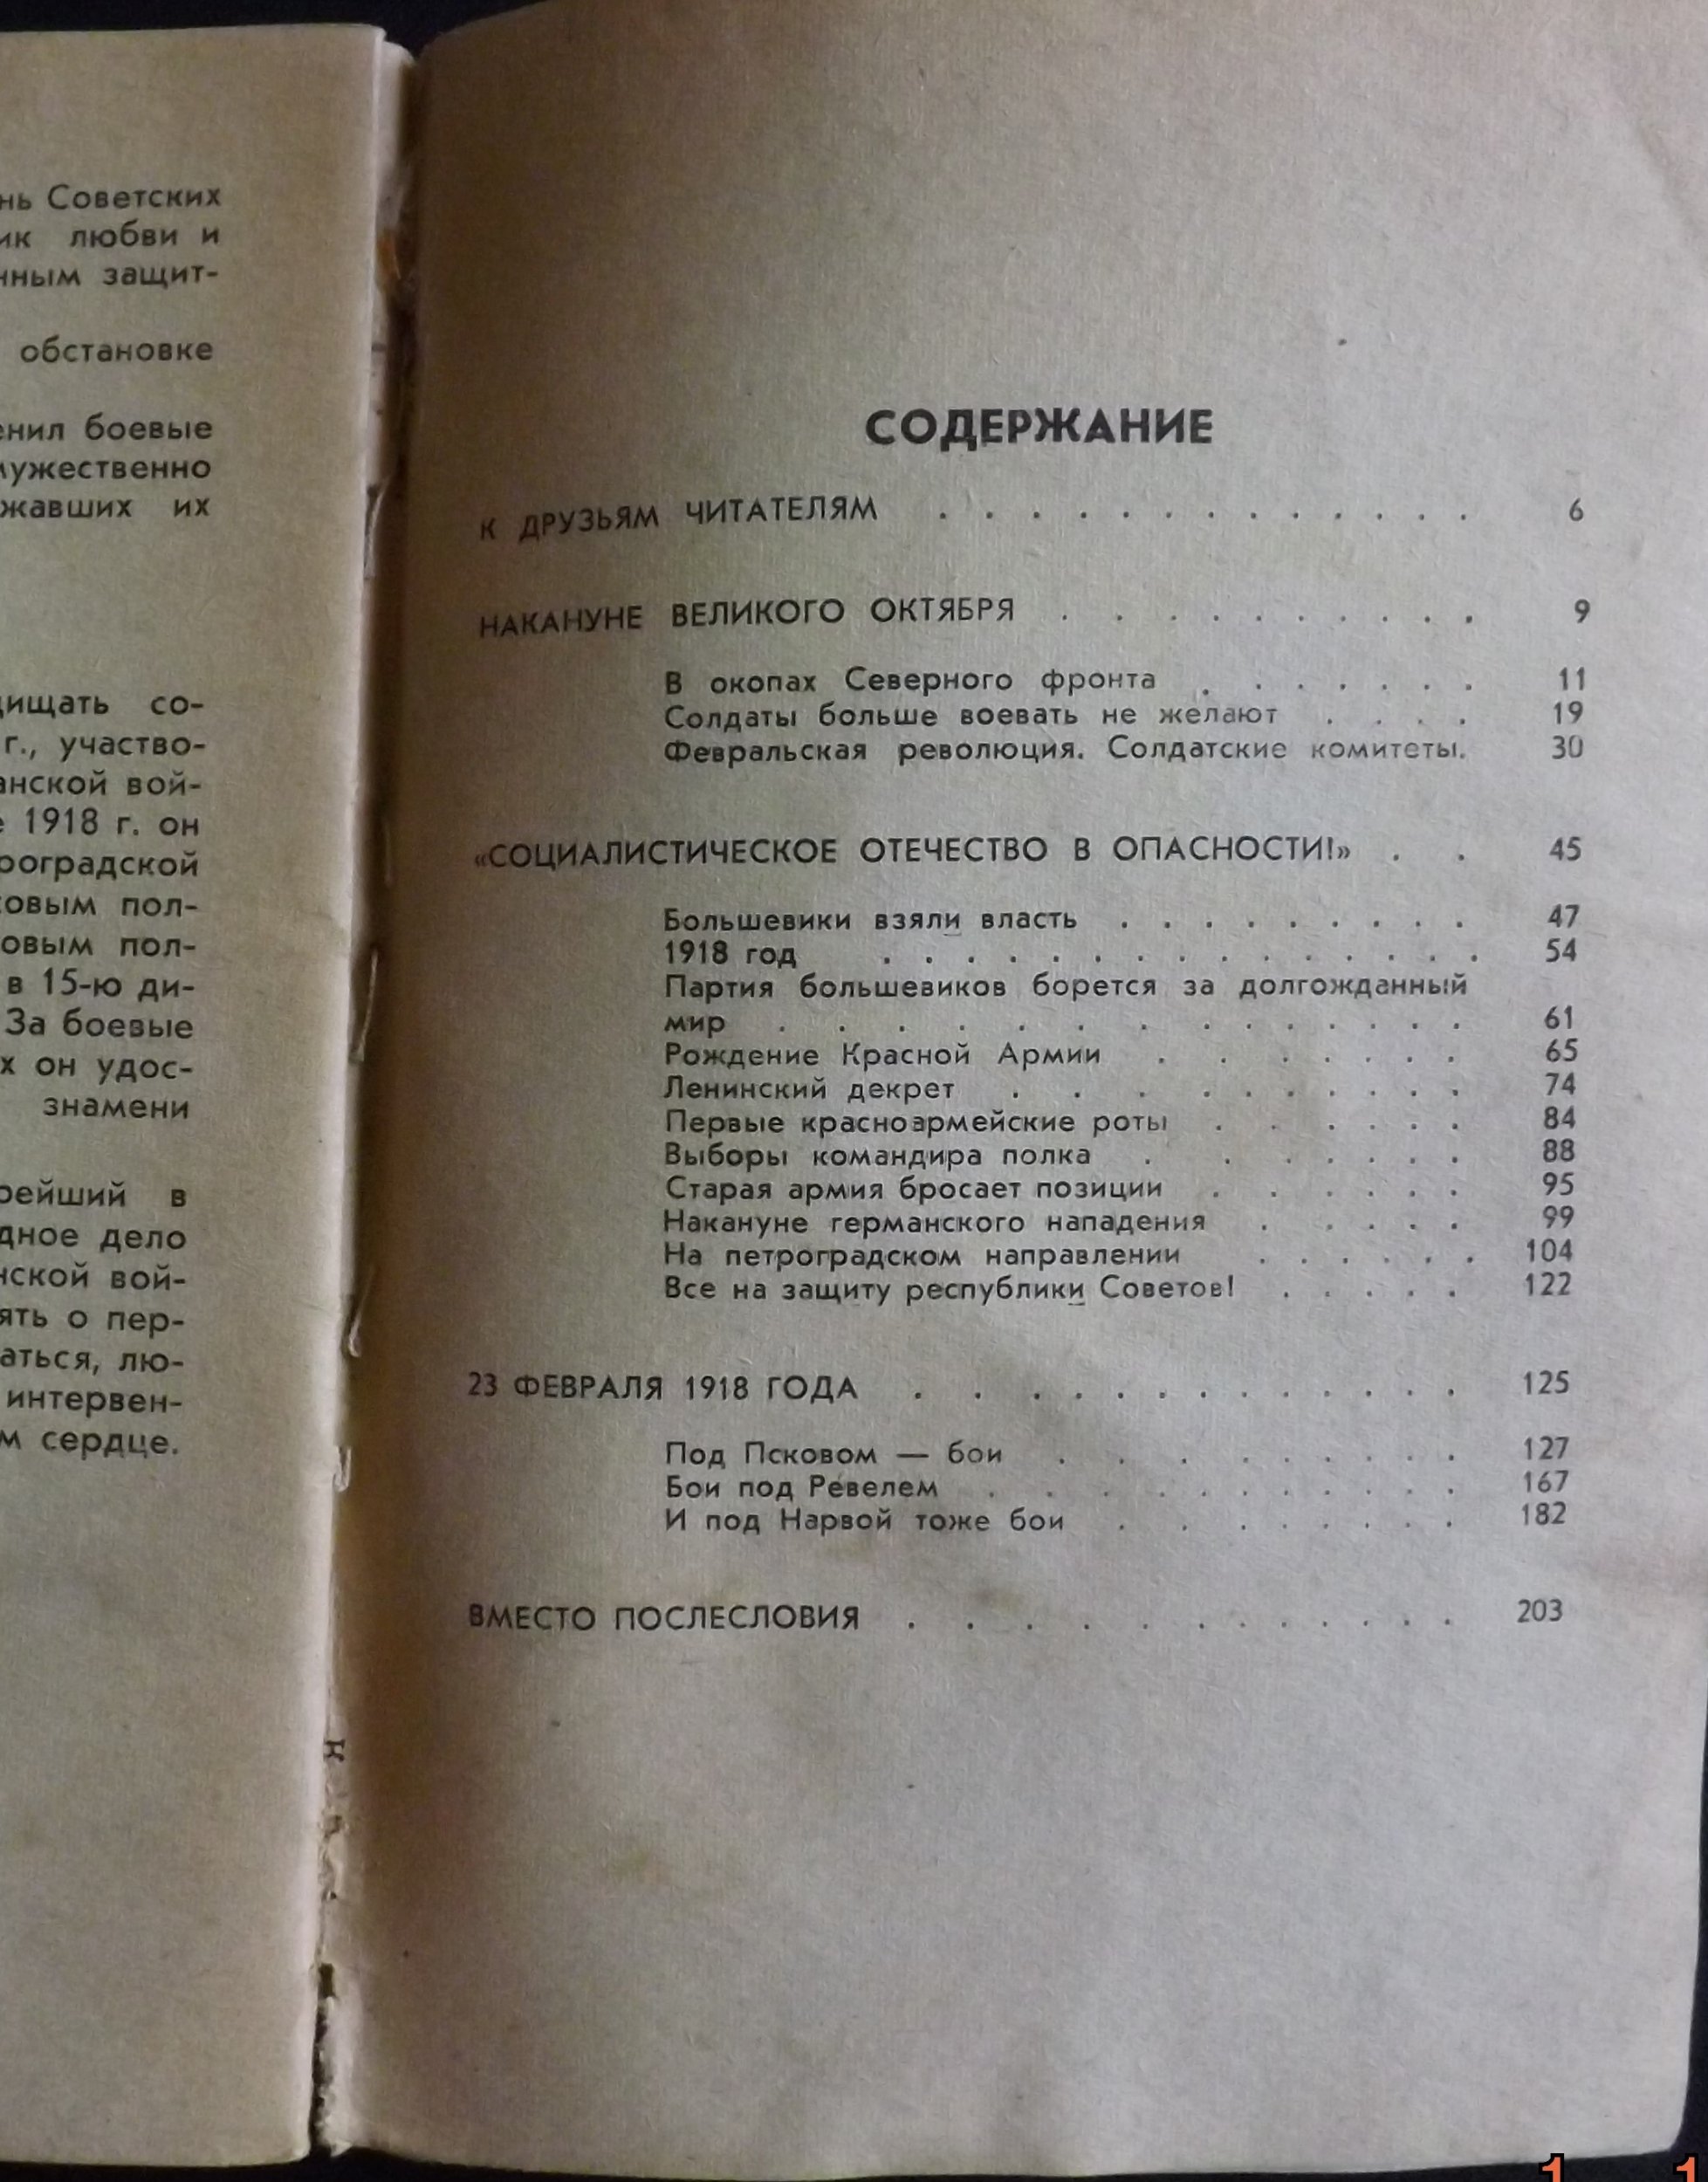 нь Советских
ик любви и
нным защит-
обстановке
енил боевые
мужественно
жавших их
ищать со-
г., участво-
анской вой-
1918 г. он
роградской
овым пол-
овым пол-
в 15-ю ди-
За боевые
х он удос-
знамени
рейший в
дное дело
нской вой-
ять о пер-
аться, лю-
интервен-
м сердце.
СОДЕРЖАНИЕ
К ДРУЗЬЯМ ЧИТАТЕЛЯМ . . . . . . . . . . . . 6
НАКАНУНЕ ВЕЛИКОГО ОКТЯБРЯ . . . . . . . . . 9
В окопах Северного фронта . . . . . . . 11
Солдаты больше воевать не желают . . . . 19
Февральская революция. Солдатские комитеты. 30
«СОЦИАЛИСТИЧЕСКОЕ ОТЕЧЕСТВО В ОПАСНОСТИ!» . . 45
Большевики взяли власть . . . . . . . . . 47
1918 год . . . . . . . . . . . . . . . 54
Партия большевиков борется за долгожданный
мир . . . . . . . . . . . . 61
Рождение Красной Армии . . . . . . . 65
Ленинский декрет . . . . . . . . . 74
Первые красноармейские роты . . . . . . 84
Выборы командира полка . . . . . . . 88
Старая армия бросает позиции . . . . . . 95
Накануне германского нападения . . . . . 99
На петроградском направлении . . . . . . 104
Все на защиту республики Советов! . . . . . 122
23 ФЕВРАЛЯ 1918 ГОДА . . . . . . . . . . . . 125
Под Псковом — бои . . . . . . . . . 127
Бои под Ревелем . . . . . . . . . . 167
И под Нарвой тоже бои . . . . . . . . 182
ВМЕСТО ПОСЛЕСЛОВИЯ . . . . . . . . . . 203